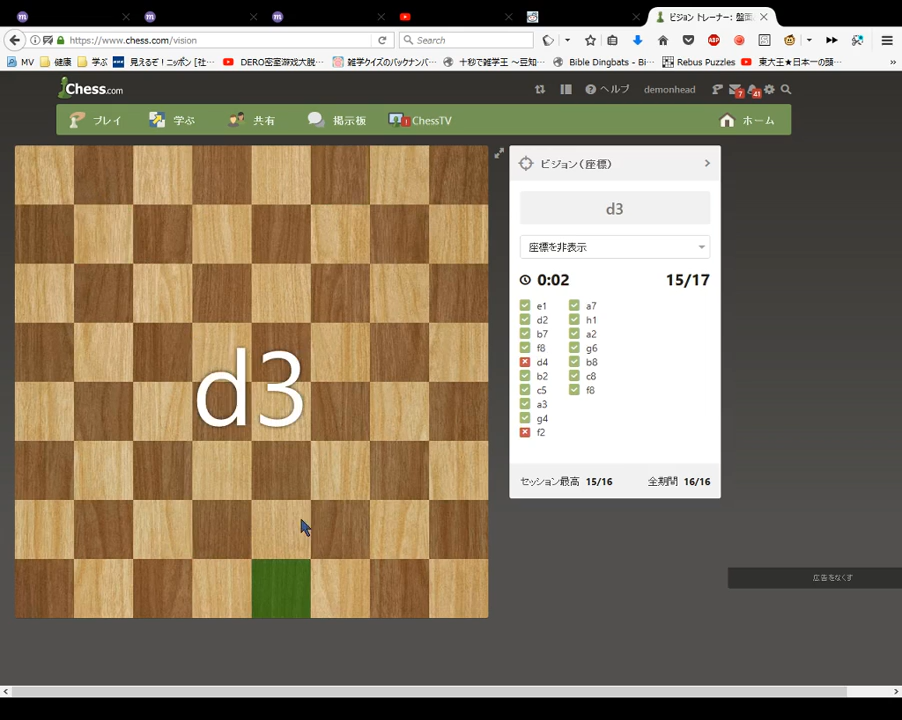 ビジョン トレーナー: 盤面
https://www.chess.com/vision
Search
MV
健康
学ぶ
見えるぞ！ニッポン [社…
DERO密室游戏大脱…
雑学クイズのバックナンバ…
十秒で雑学王 ～豆知…
Bible Dingbats - Bi…
Rebus Puzzles
東大王★日本一の頭…
Chess.com
ヘルプ
demonhead
7
41
プレイ
学ぶ
共有
掲示板
ChessTV
ホーム
d3
ビジョン（座標）
d3
座標を非表示
0:02 15/17
e1 a7
d2 h1
b7 a2
f8 g6
d4 b8
b2 c8
c5 f8
a3
g4
f2
セッション最高 15/16 全期間 16/16
広告をなくす